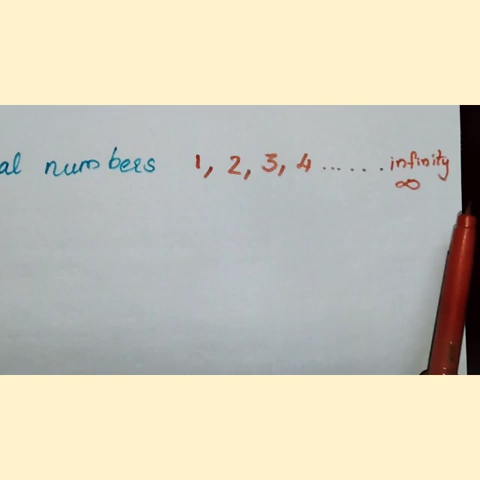 al numbers 1, 2, 3, 4 ...... infinity
∞